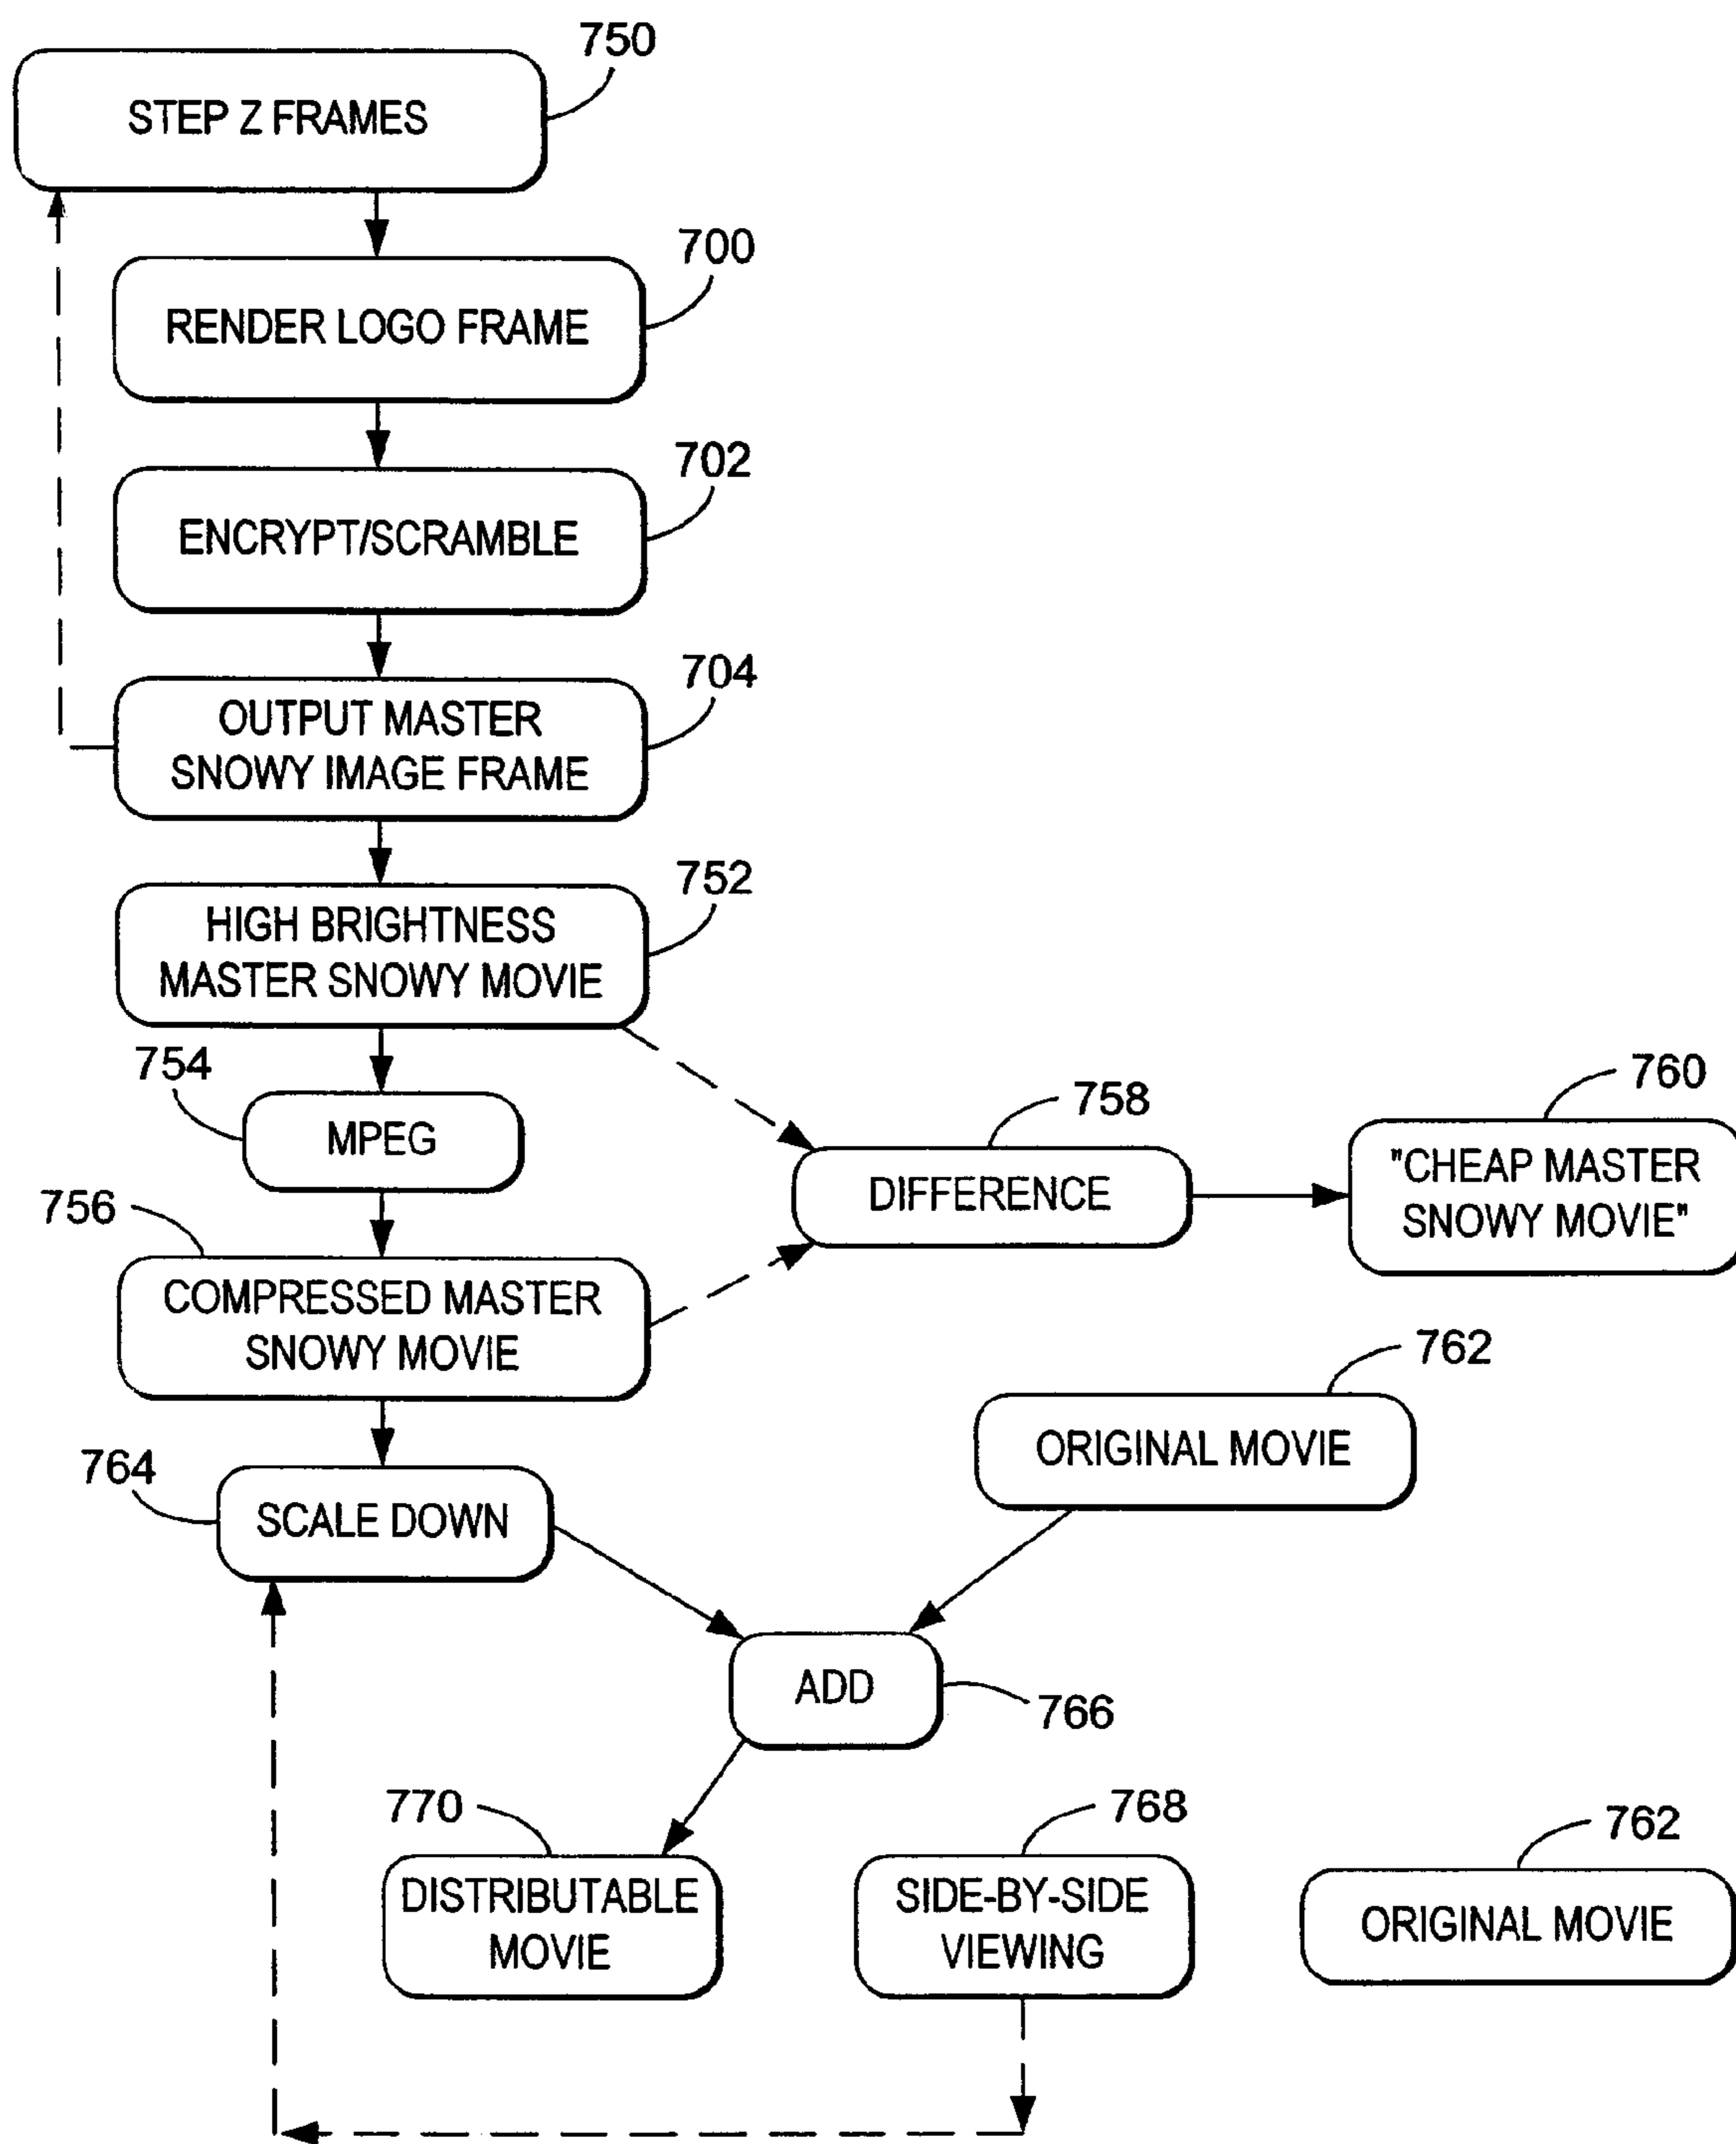 750
STEP Z FRAMES
700
RENDER LOGO FRAME
702
ENCRYPT/SCRAMBLE
704
OUTPUT MASTER
SNOWY IMAGE FRAME
752
HIGH BRIGHTNESS
MASTER SNOWY MOVIE
754
MPEG
758
DIFFERENCE
760
"CHEAP MASTER
SNOWY MOVIE"
756
COMPRESSED MASTER
SNOWY MOVIE
762
ORIGINAL MOVIE
764
SCALE DOWN
ADD
766
770
DISTRIBUTABLE
MOVIE
768
SIDE-BY-SIDE
VIEWING
762
ORIGINAL MOVIE